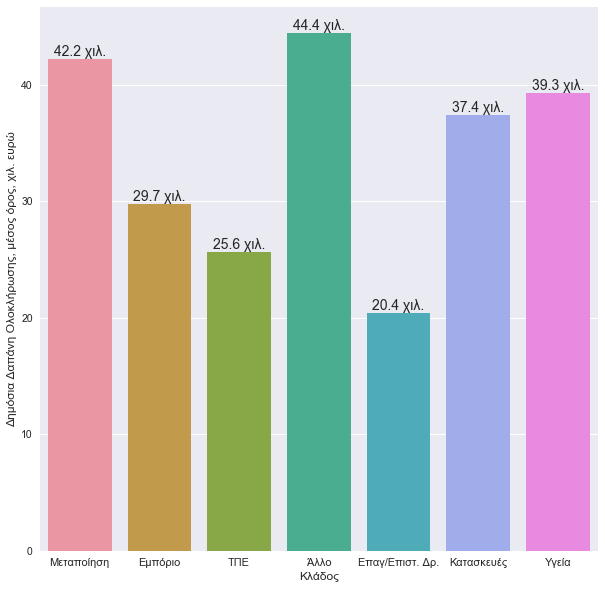 44.4 χιλ.
42.2 χιλ.
39.3 χιλ.
37.4 χιλ.
29.7 χιλ.
25.6 χιλ.
20.4 χιλ.
Δημόσια Δαπάνη Ολοκλήρωσης, μέσος όρος, χιλ. ευρώ
40
30
20
10
0
Μεταποίηση Εμπόριο ΤΠΕ Άλλο Επαγ/Επιστ. Δρ. Κατασκευές Υγεία
Κλάδος